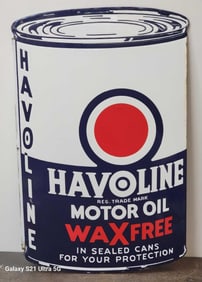 HAVOLINE
HAVOLINE
REG. TRADE MARK
MOTOR OIL
WAXFREE
IN SEALED CANS
FOR YOUR PROTECTION
Galaxy S21 Ultra 5G